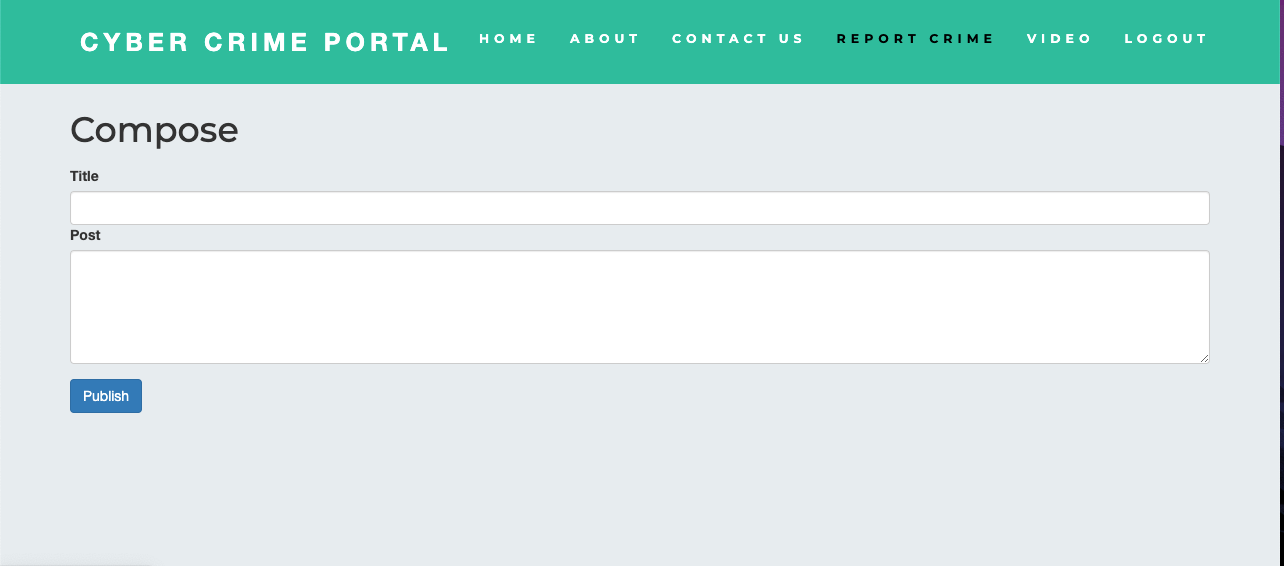 CYBER CRIME PORTAL HOME ABOUT CONTACT US REPORT CRIME VIDEO LOGOUT
Compose
Title
Post
Publish